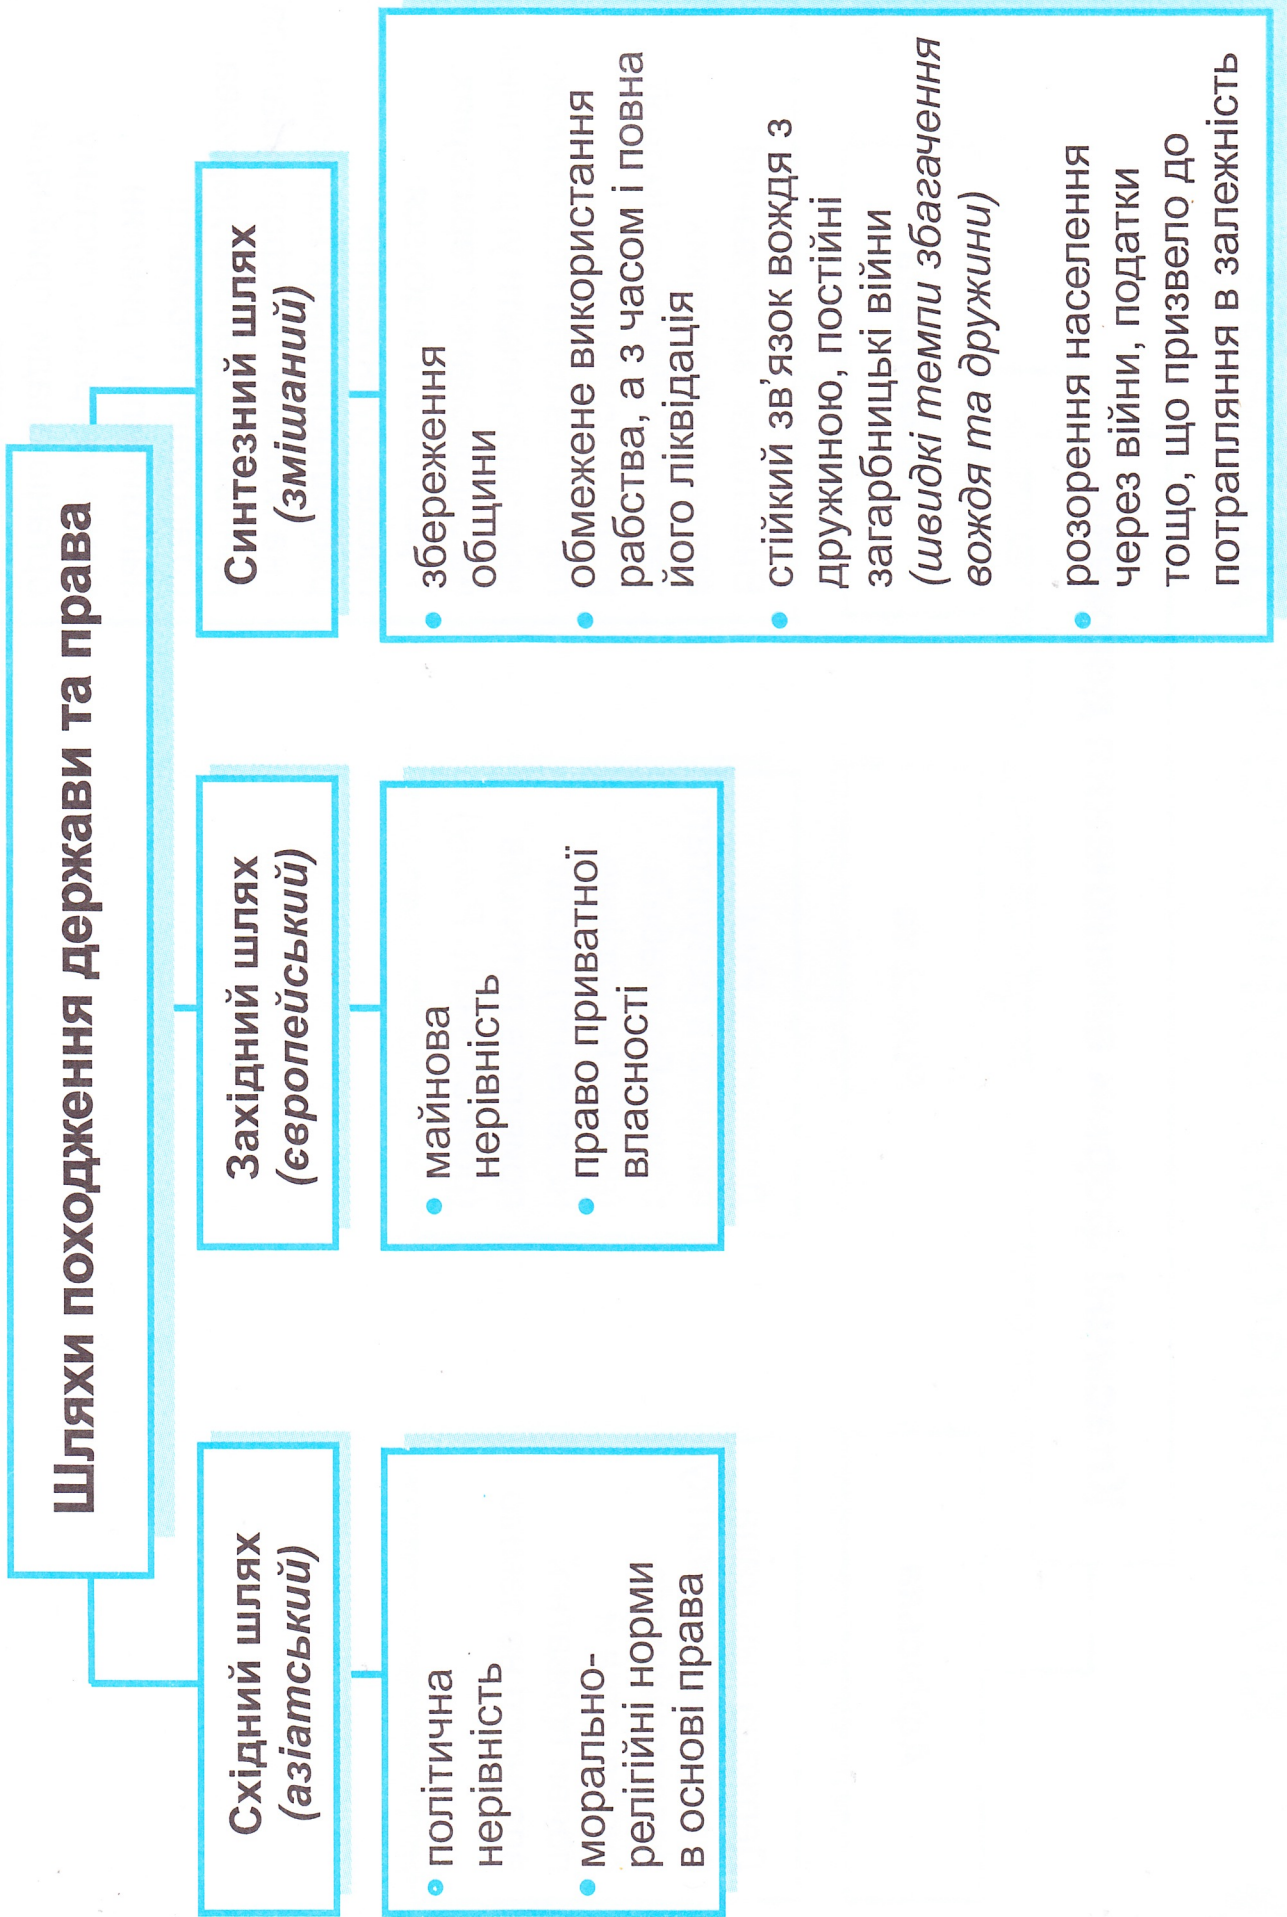 Шляхи походження держави та права
Східний шлях
(азіатський)
політична
нерівність
морально-
релігійні норми
в основі права
Західний шлях
(європейський)
майнова
нерівність
право приватної
власності
Синтезний шлях
(змішаний)
збереження
общини
обмежене використання
рабства, а з часом і повна
його ліквідація
стійкий зв’язок вождя з
дружиною, постійні
загарбницькі війни
(швидкі темпи збагачення
вождя та дружини)
розорення населення
через війни, податки
тощо, що призвело до
потрапляння в залежність